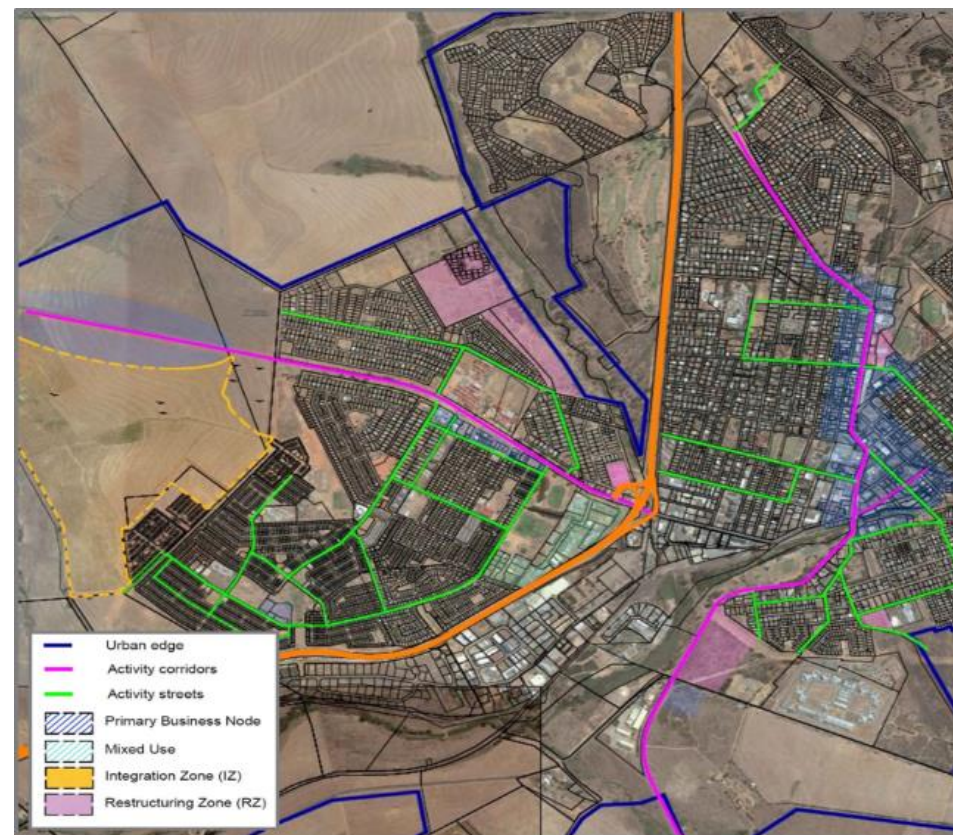 Urban edge
Activity corridors
Activity streets
Primary Business Node
Mixed Use
Integration Zone (IZ)
Restructuring Zone (RZ)